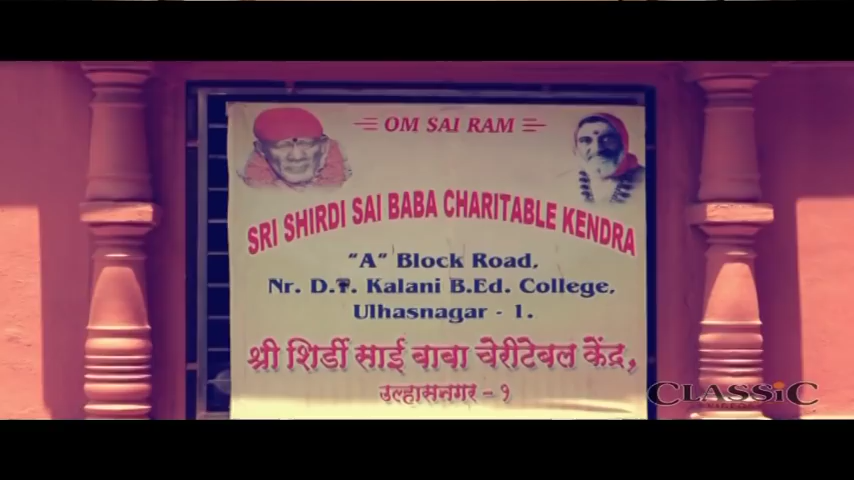 OM SAI RAM
SRI SHIRDI SAI BABA CHARITABLE KENDRA
"A" Block Road,
Nr. D.T. Kalani B.Ed. College,
Ulhasnagar - 1.
श्री शिर्डी साई बाबा चेरीटेबल केंद्र,
उल्हासनगर - १
CLASSiC